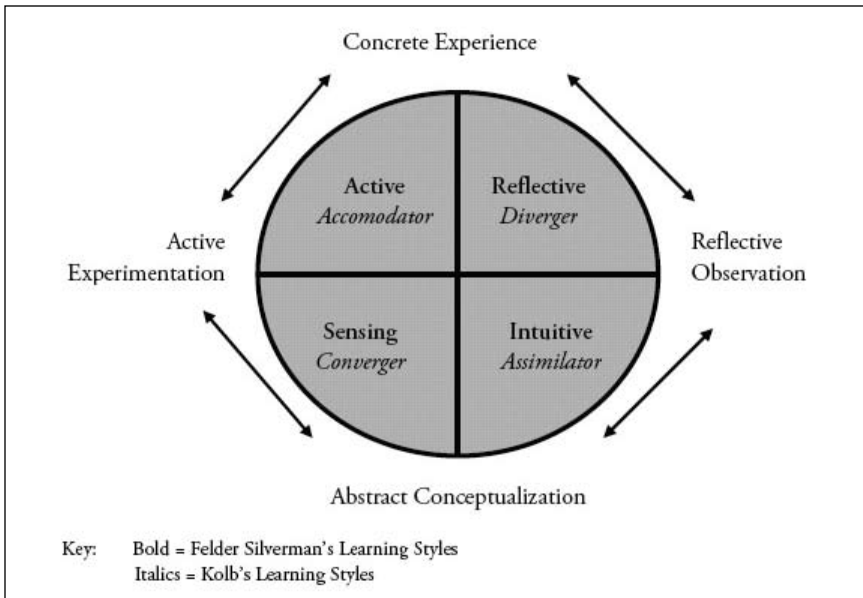 Concrete Experience
Active
Accomodator
Reflective
Diverger
Active
Experimentation
Reflective
Observation
Sensing
Converger
Intuitive
Assimilator
Abstract Conceptualization
Key: Bold = Felder Silverman's Learning Styles
Italics = Kolb's Learning Styles